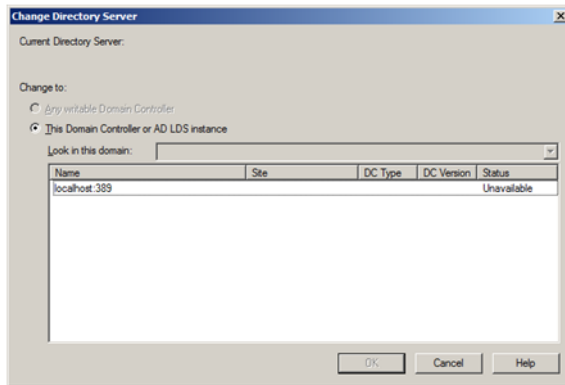 Change Directory Server
Current Directory Server:
Change to:
Any writable Domain Controller
This Domain Controller or AD LDS instance
Look in this domain:
Name Site DC Type DC Version Status
localhost:389 Unavailable
OK Cancel Help